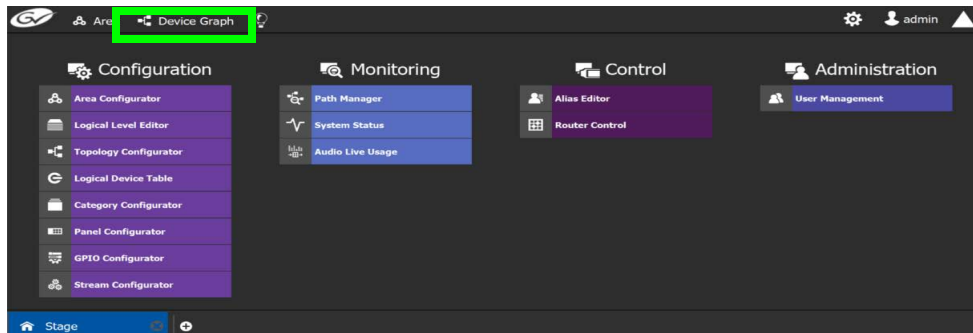 GV Are Device Graph admin
Configuration Monitoring Control Administration
Area Configurator Path Manager Alias Editor User Management
Logical Level Editor System Status Router Control
Topology Configurator Audio Live Usage
Logical Device Table
Category Configurator
Panel Configurator
GPIO Configurator
Stream Configurator
Stage